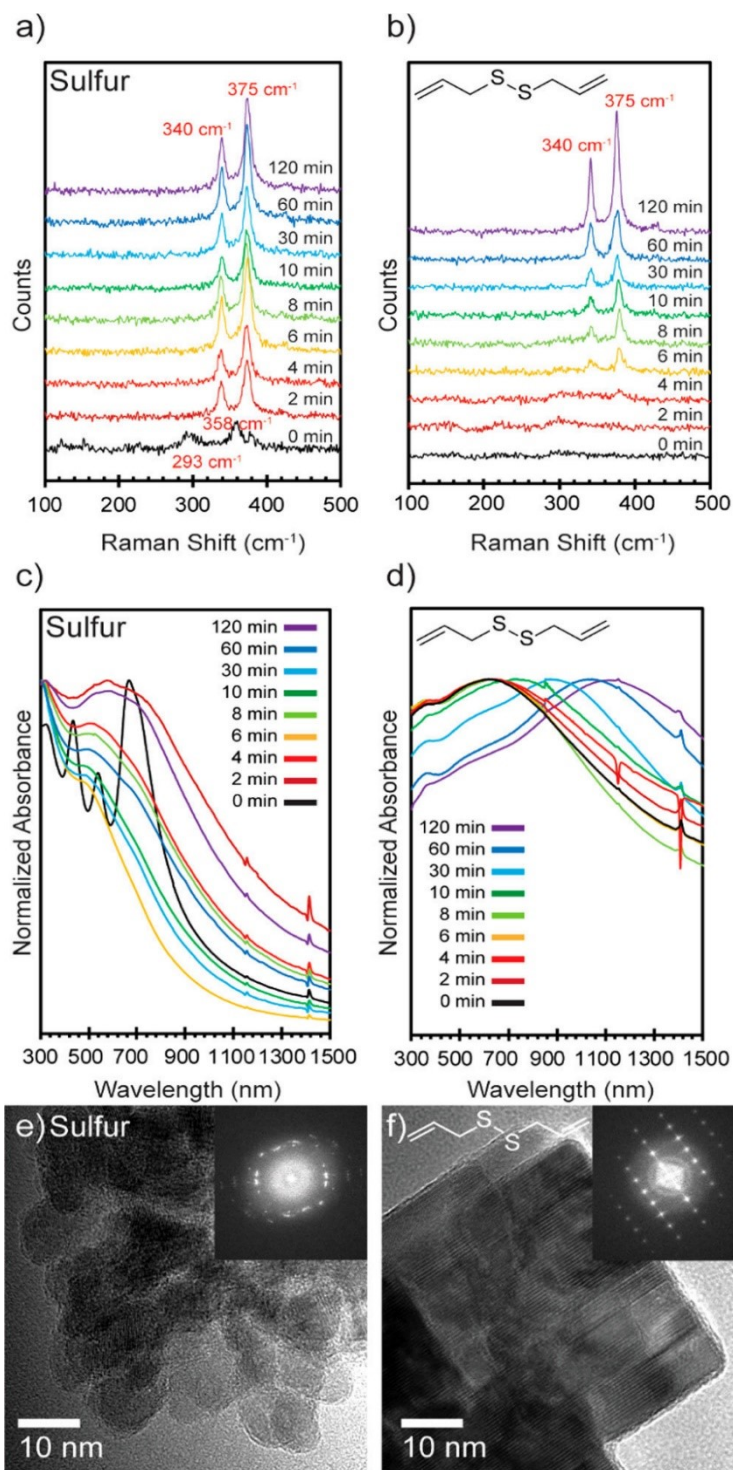 a)
Sulfur
375 cm⁻¹
340 cm⁻¹
120 min
60 min
30 min
10 min
8 min
6 min
4 min
2 min
358 cm⁻¹
0 min
293 cm⁻¹
Counts
100 200 300 400 500
Raman Shift (cm⁻¹)
b)
S
S
375 cm⁻¹
340 cm⁻¹
120 min
60 min
30 min
10 min
8 min
6 min
4 min
2 min
0 min
Counts
100 200 300 400 500
Raman Shift (cm⁻¹)
c)
Sulfur
120 min
60 min
30 min
10 min
8 min
6 min
4 min
2 min
0 min
Normalized Absorbance
300 500 700 900 1100 1300 1500
Wavelength (nm)
d)
S
S
120 min
60 min
30 min
10 min
8 min
6 min
4 min
2 min
0 min
Normalized Absorbance
300 500 700 900 1100 1300 1500
Wavelength (nm)
e) Sulfur
10 nm
f)
S
S
10 nm